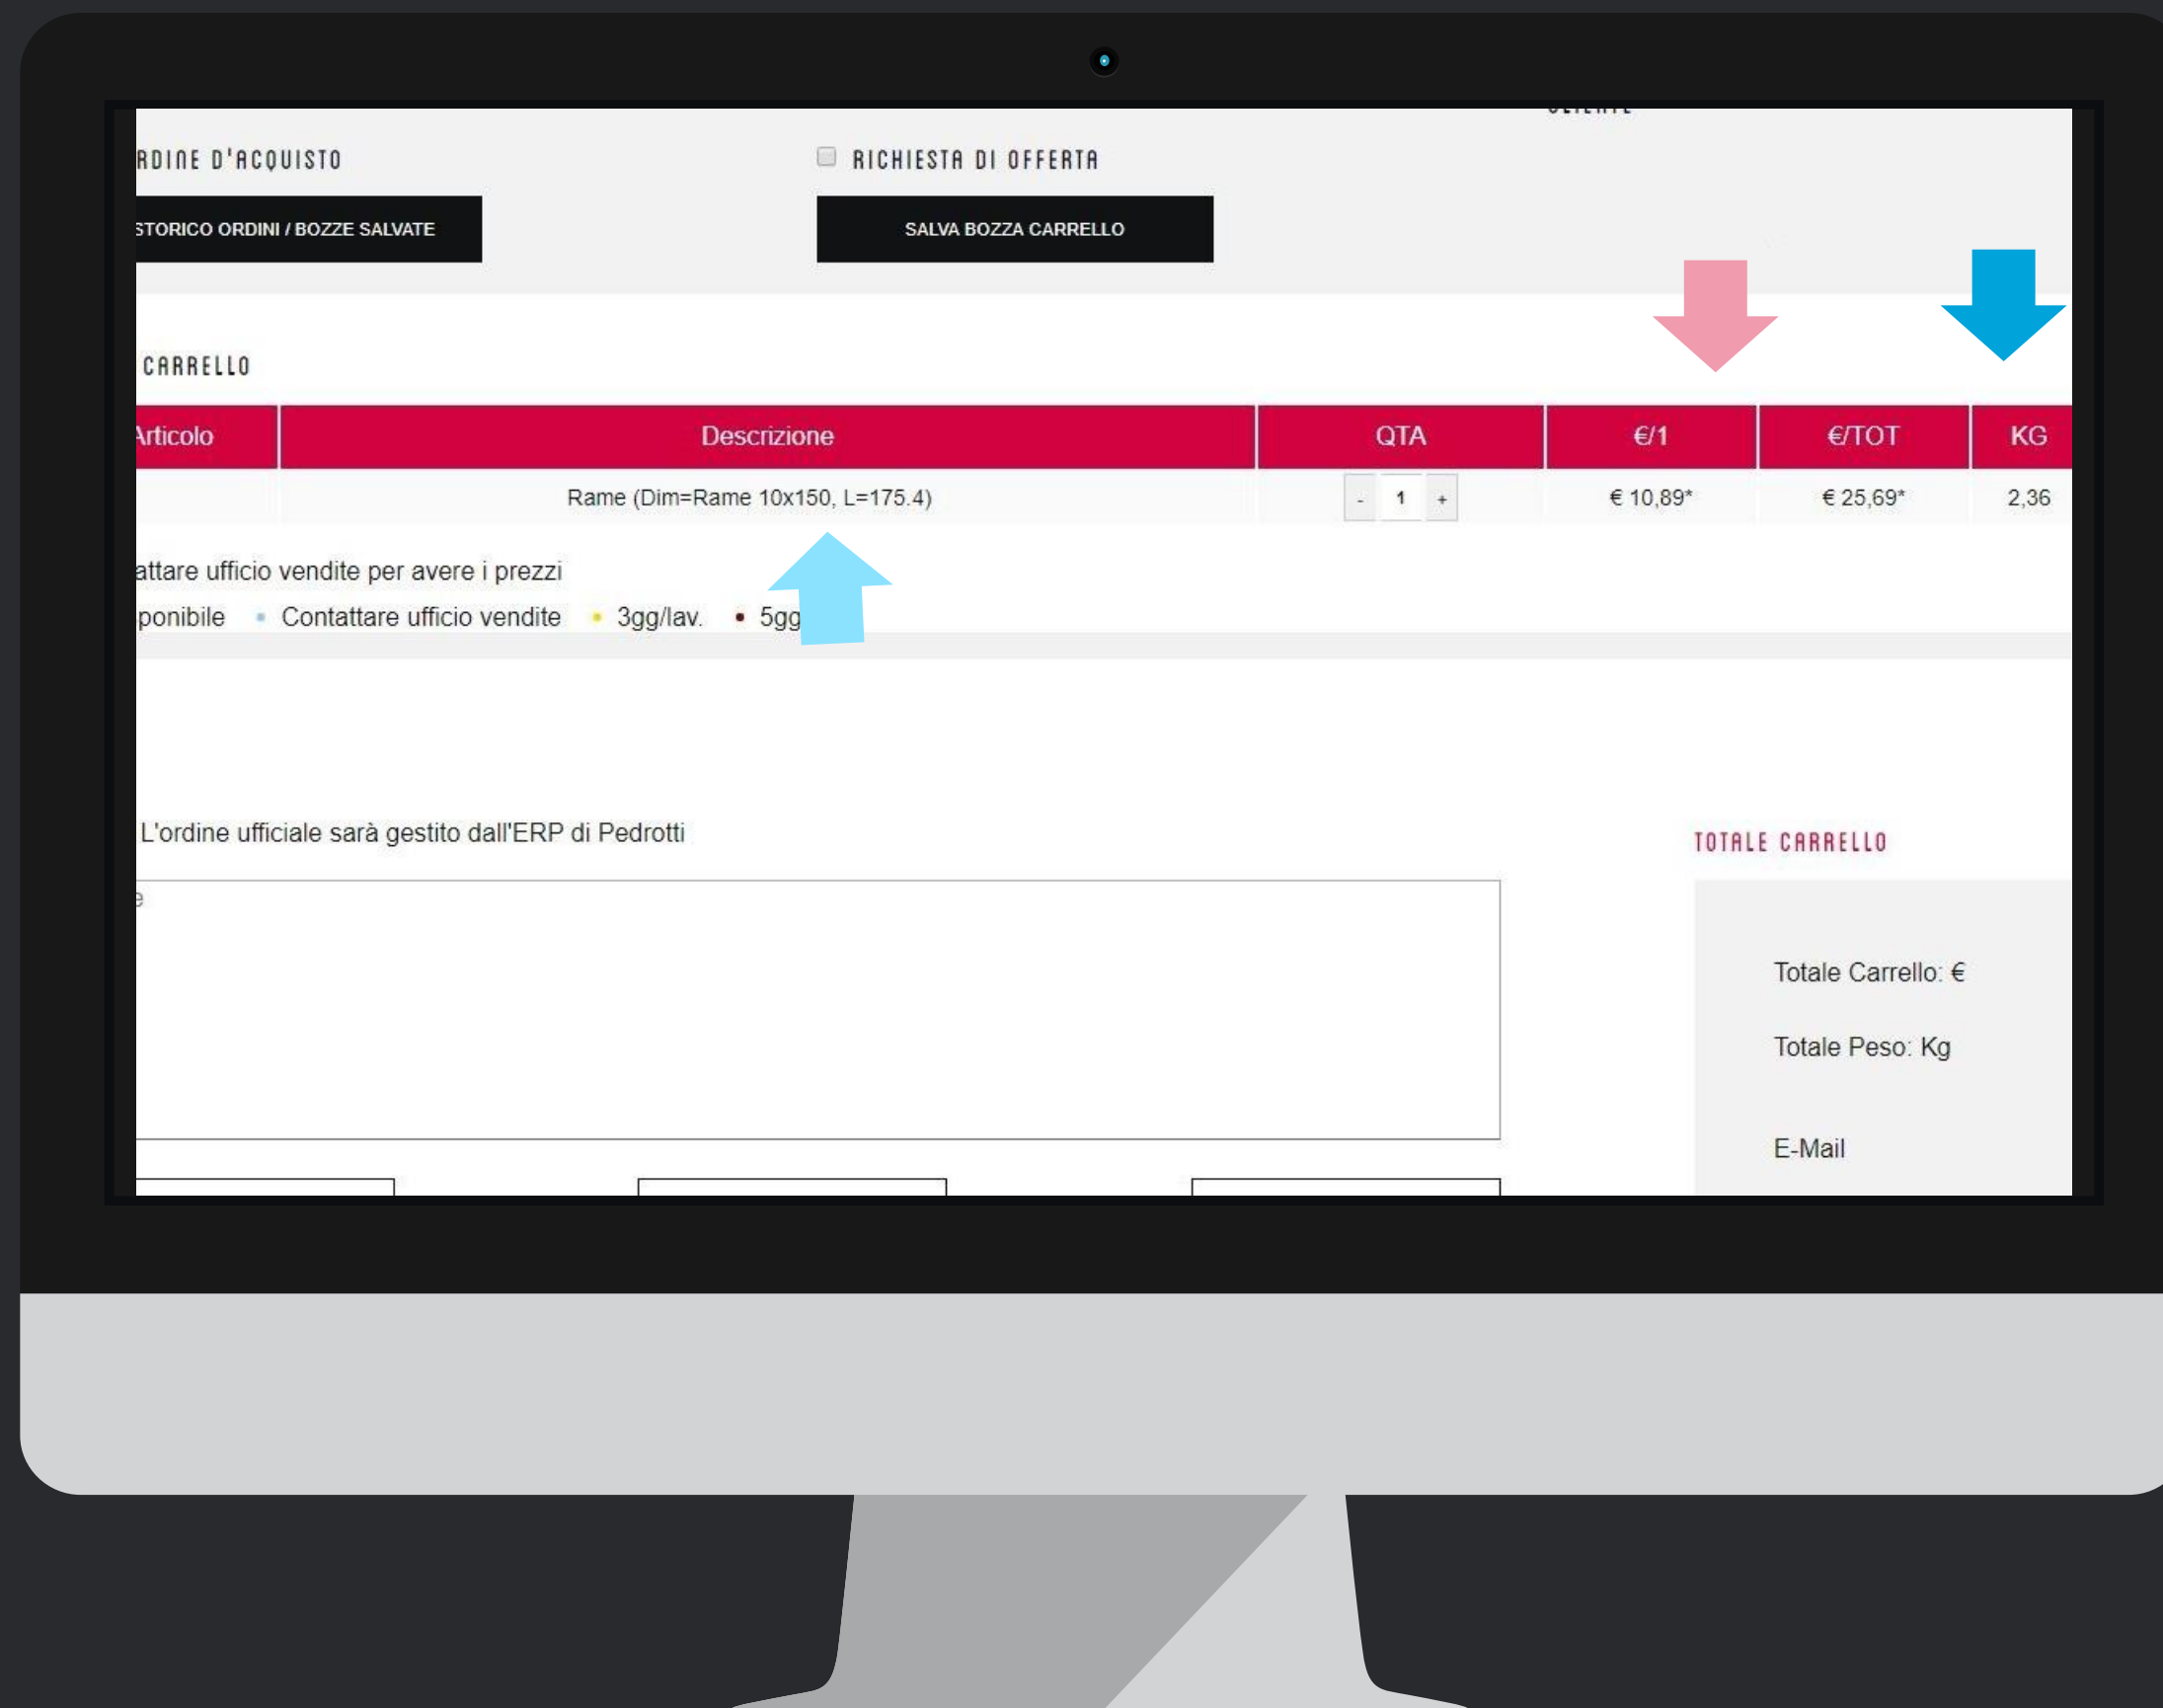 RDINE D'ACQUISTO
RICHIESTA DI OFFERTA
STORICO ORDINI / BOZZE SALVATE
SALVA BOZZA CARRELLO
CARRELLO
Articolo Descrizione QTA €/1 €/TOT KG
Rame (Dim=Rame 10x150, L=175.4) - 1 + € 10,89* € 25,69* 2,36
attare ufficio vendite per avere i prezzi
ponibile • Contattare ufficio vendite • 3gg/lav. • 5gg
L'ordine ufficiale sarà gestito dall'ERP di Pedrotti
TOTALE CARRELLO
e
Totale Carrello: €
Totale Peso: Kg
E-Mail